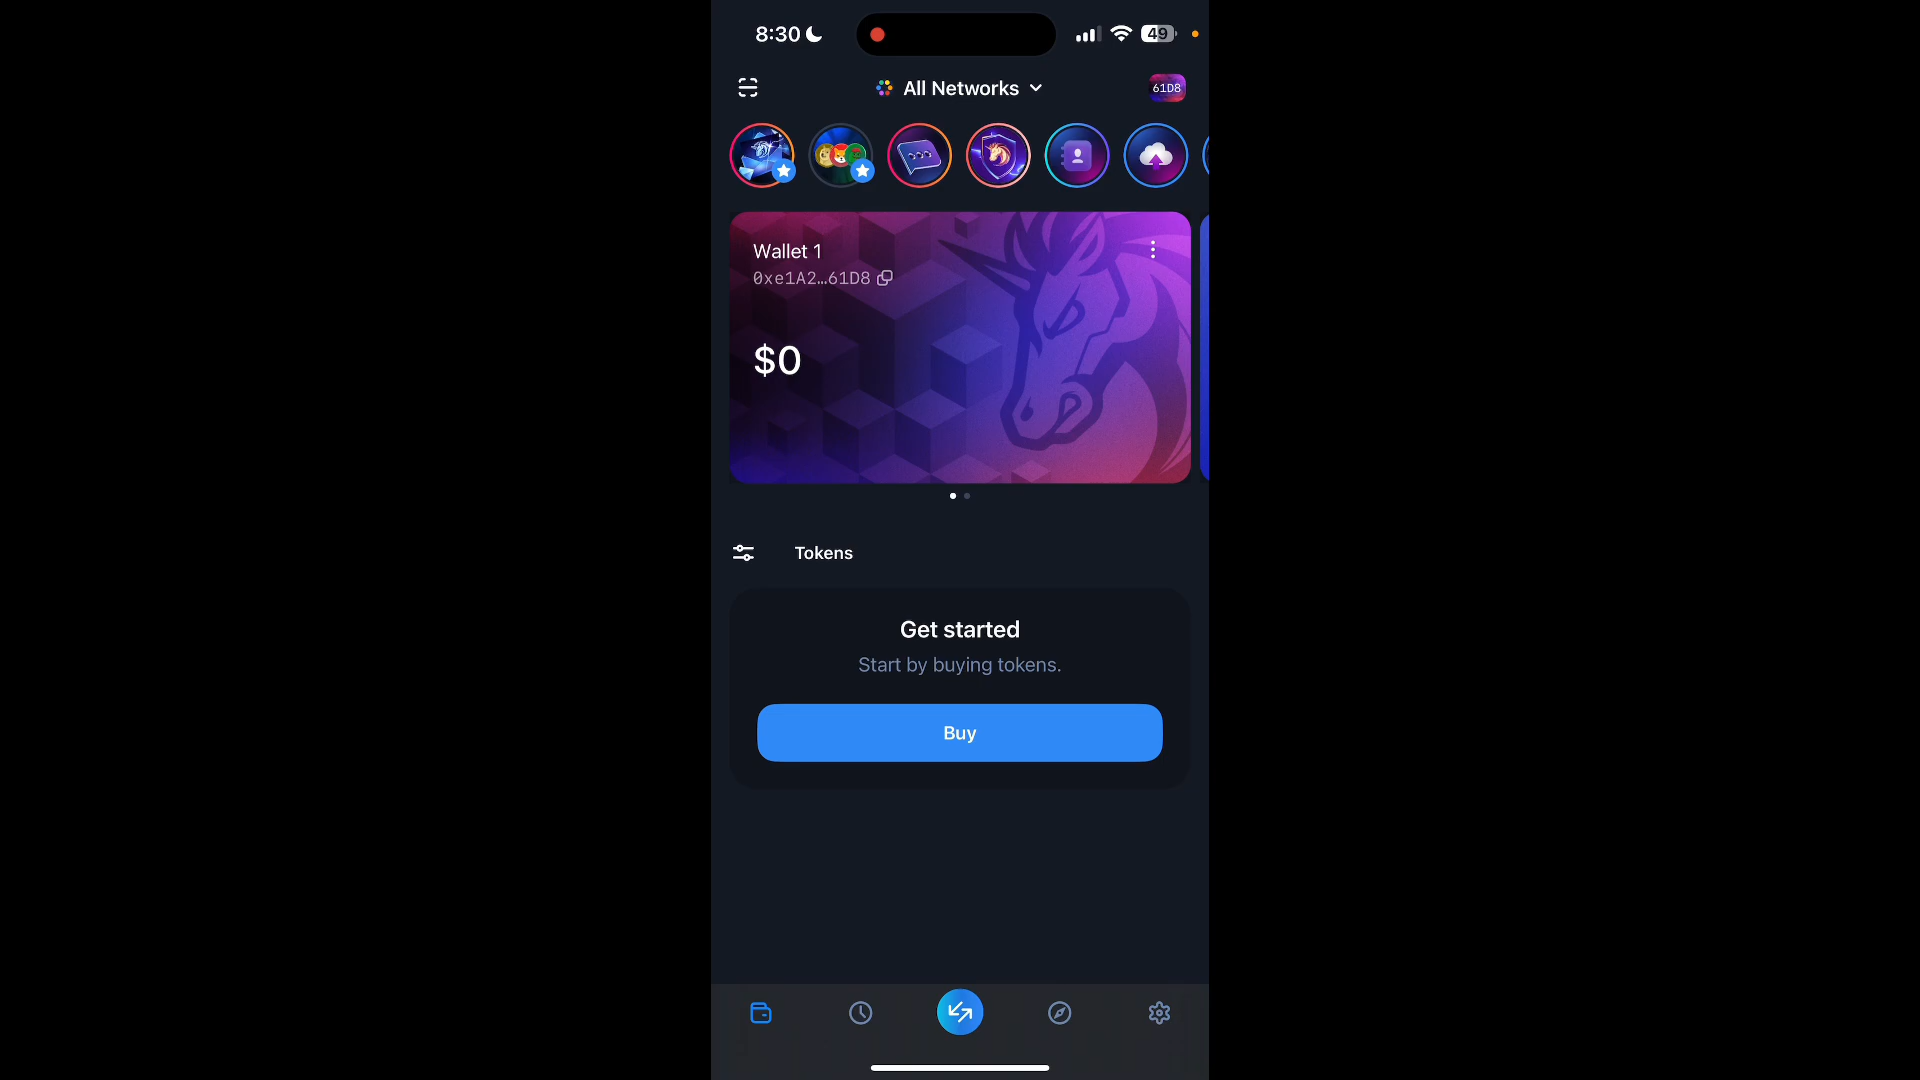 8:30
49
All Networks
61D8
Wallet 1
0xe1A2…61D8
$0
Tokens
Get started
Start by buying tokens.
Buy